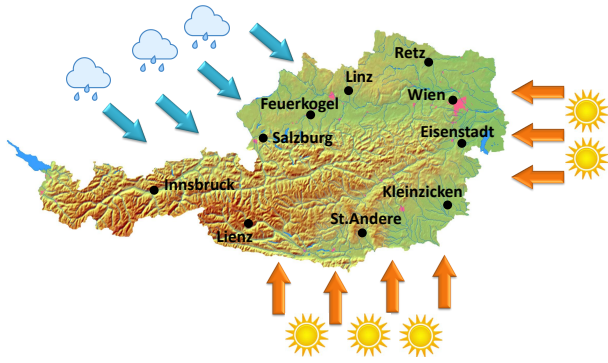 Retz
Linz
Wien
Feuerkogel
Eisenstadt
Salzburg
Innsbruck
Kleinzicken
St.Andere
Lienz